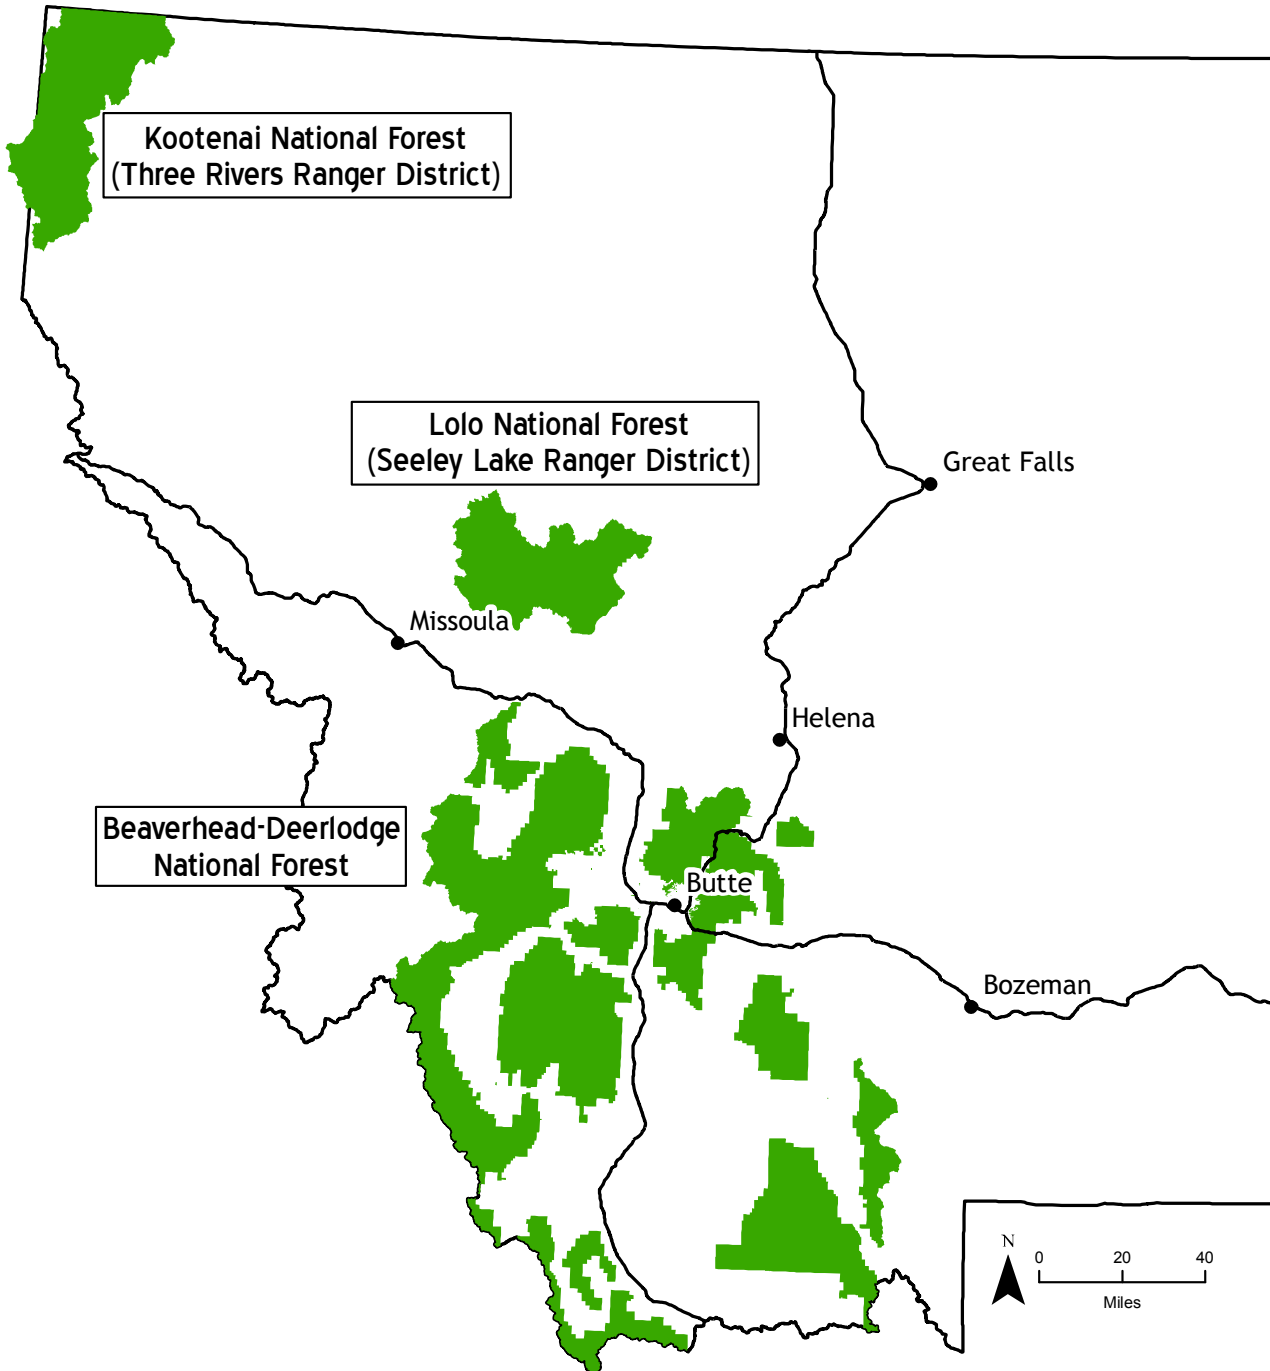 Kootenai National Forest
(Three Rivers Ranger District)
Lolo National Forest
(Seeley Lake Ranger District)
Great Falls
Missoula
Helena
Beaverhead-Deerlodge
National Forest
Butte
Bozeman
N
0 20 40
Miles